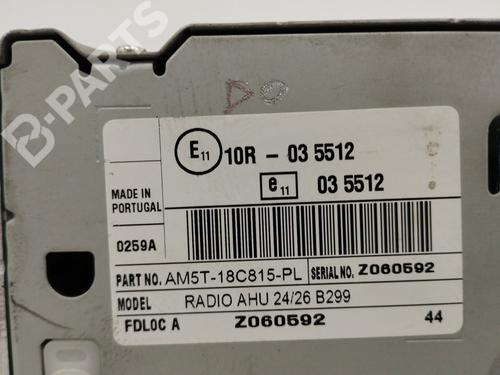 B-PARTS
E11 10R - 03 5512
e11 03 5512
MADE IN
PORTUGAL
0259A
PART NO. AM5T-18C815-PL SERIAL NO. Z060592
MODEL RADIO AHU 24/26 B299
FDLOC A Z060592 44